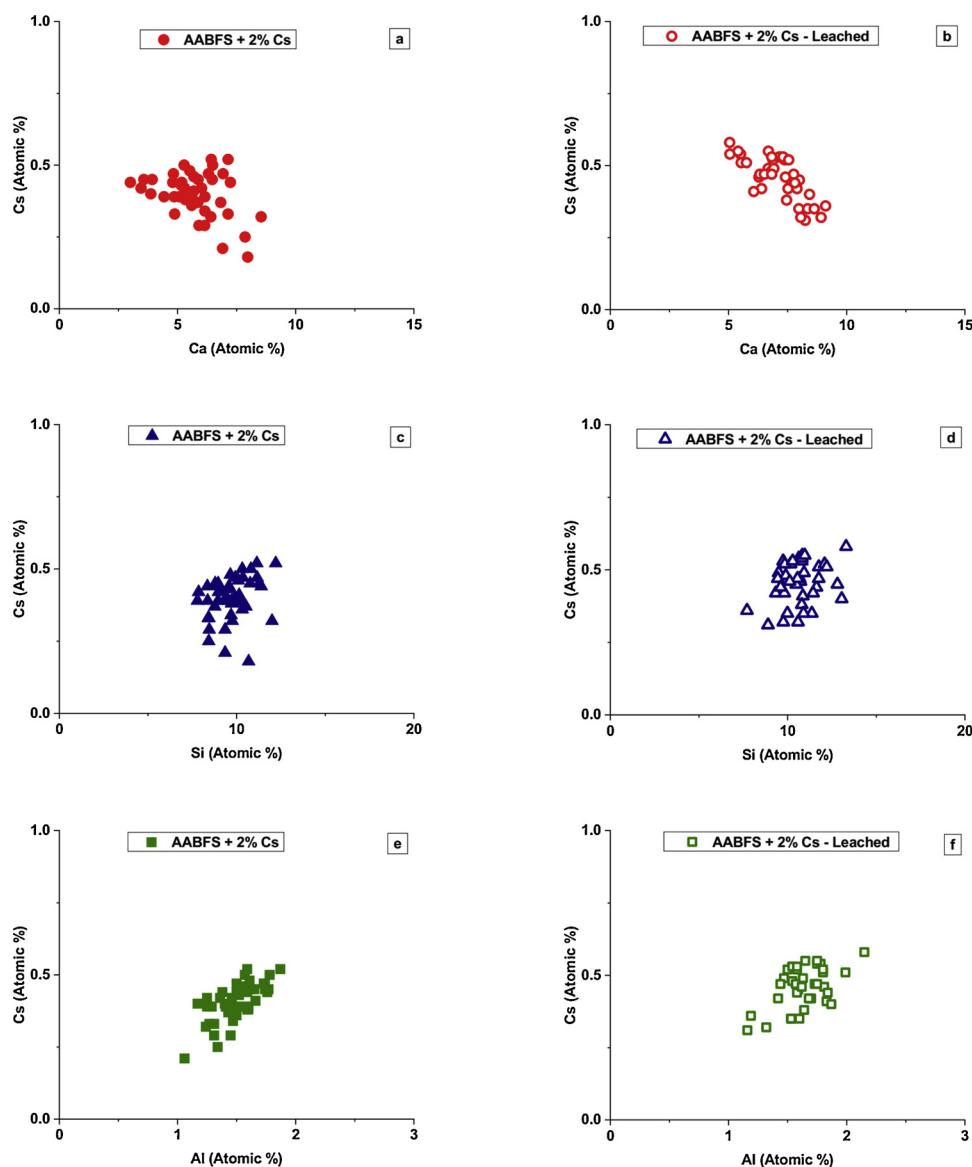 1.0
AABFS + 2% Cs
a
Cs (Atomic %)
0.5
0.0
0
5
10
15
Ca (Atomic %)
1.0
AABFS + 2% Cs - Leached
b
Cs (Atomic %)
0.5
0.0
0
5
10
15
Ca (Atomic %)
1.0
AABFS + 2% Cs
c
Cs (Atomic %)
0.5
0.0
0
10
20
Si (Atomic %)
1.0
AABFS + 2% Cs - Leached
d
Cs (Atomic %)
0.5
0.0
0
10
20
Si (Atomic %)
1.0
AABFS + 2% Cs
e
Cs (Atomic %)
0.5
0.0
0
1
2
3
Al (Atomic %)
1.0
AABFS + 2% Cs - Leached
f
Cs (Atomic %)
0.5
0.0
0
1
2
3
Al (Atomic %)